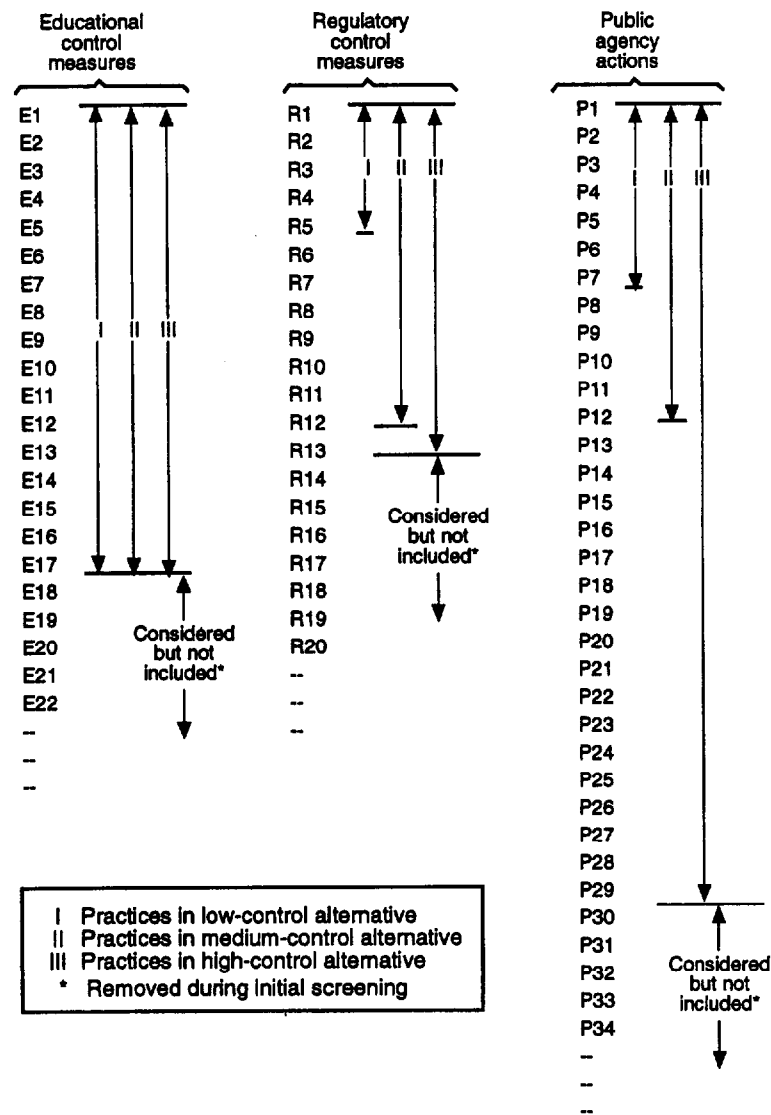 Educational
control
measures
E1
E2
E3
E4
E5
E6
E7
E8
E9
E10
E11
E12
E13
E14
E15
E16
E17
E18
E19
E20
E21
E22
--
--
--
I
II
III
Considered
but not
included*
Regulatory
control
measures
R1
R2
R3
R4
R5
R6
R7
R8
R9
R10
R11
R12
R13
R14
R15
R16
R17
R18
R19
R20
--
--
--
I
II
III
Considered
but not
included*
Public
agency
actions
P1
P2
P3
P4
P5
P6
P7
P8
P9
P10
P11
P12
P13
P14
P15
P16
P17
P18
P19
P20
P21
P22
P23
P24
P25
P26
P27
P28
P29
P30
P31
P32
P33
P34
--
--
--
I
II
III
Considered
but not
included*
I Practices in low-control alternative
II Practices in medium-control alternative
III Practices in high-control alternative
* Removed during initial screening